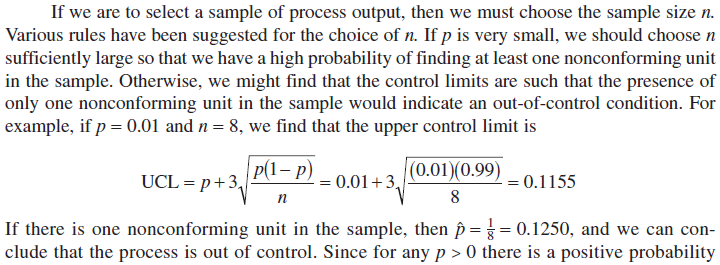 If we are to select a sample of process output, then we must choose the sample size n.
Various rules have been suggested for the choice of n. If p is very small, we should choose n
sufficiently large so that we have a high probability of finding at least one nonconforming unit
in the sample. Otherwise, we might find that the control limits are such that the presence of
only one nonconforming unit in the sample would indicate an out-of-control condition. For
example, if p = 0.01 and n = 8, we find that the upper control limit is
UCL = p + 3√(p(1 − p)/n) = 0.01 + 3√((0.01)(0.99)/8) = 0.1155
If there is one nonconforming unit in the sample, then p̂ = 1/8 = 0.1250, and we can con-
clude that the process is out of control. Since for any p > 0 there is a positive probability